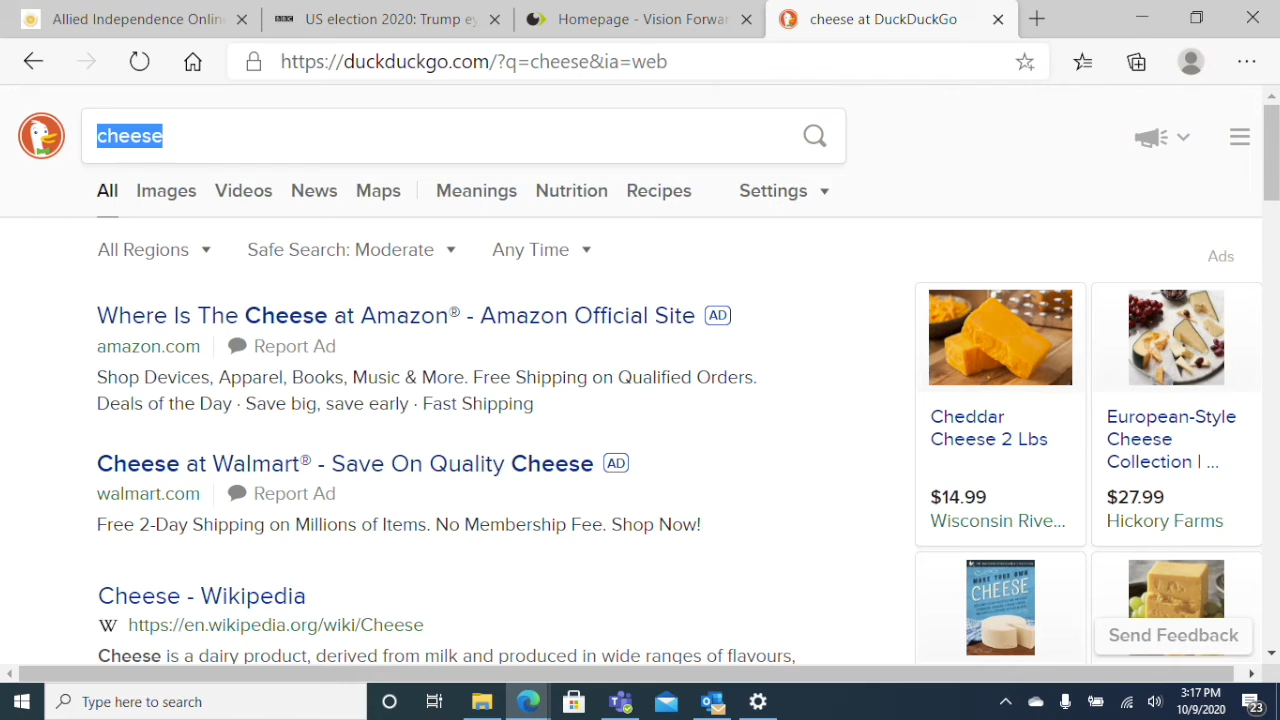 Allied Independence Onlin
BBC US election 2020: Trump ey
Homepage - Vision Forwar
cheese at DuckDuckGo
https://duckduckgo.com/?q=cheese&ia=web
cheese
All Images Videos News Maps Meanings Nutrition Recipes Settings
All Regions Safe Search: Moderate Any Time
Ads
Where Is The Cheese at Amazon® - Amazon Official Site AD
amazon.com Report Ad
Shop Devices, Apparel, Books, Music & More. Free Shipping on Qualified Orders.
Deals of the Day · Save big, save early · Fast Shipping
Cheese at Walmart® - Save On Quality Cheese AD
walmart.com Report Ad
Free 2-Day Shipping on Millions of Items. No Membership Fee. Shop Now!
Cheese - Wikipedia
W https://en.wikipedia.org/wiki/Cheese
Cheese is a dairy product, derived from milk and produced in wide ranges of flavours,
Cheddar
Cheese 2 Lbs
$14.99
Wisconsin Rive...
European-Style
Cheese
Collection | ...
$27.99
Hickory Farms
MAKE YOUR OWN
CHEESE
Send Feedback
Type here to search
3:17 PM
10/9/2020
23